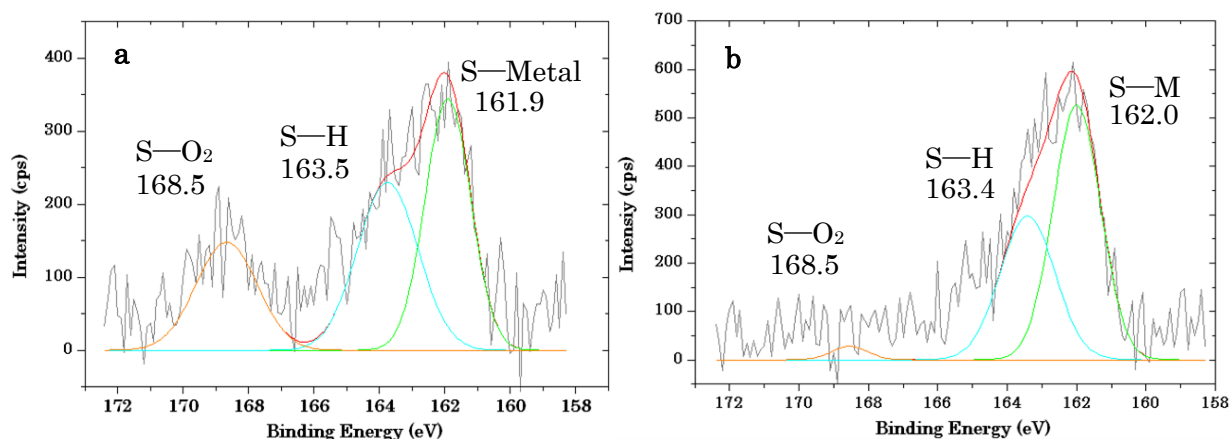 a
S—Metal
161.9
S—H
163.5
S—O₂
168.5
400
300
200
100
0
172 170 168 166 164 162 160 158
Intensity (cps)
Binding Energy (eV)
b
S—M
162.0
S—H
163.4
S—O₂
168.5
700
600
500
400
300
200
100
0
172 170 168 166 164 162 160 158
Intensiy (cps)
Binding Energy (eV)